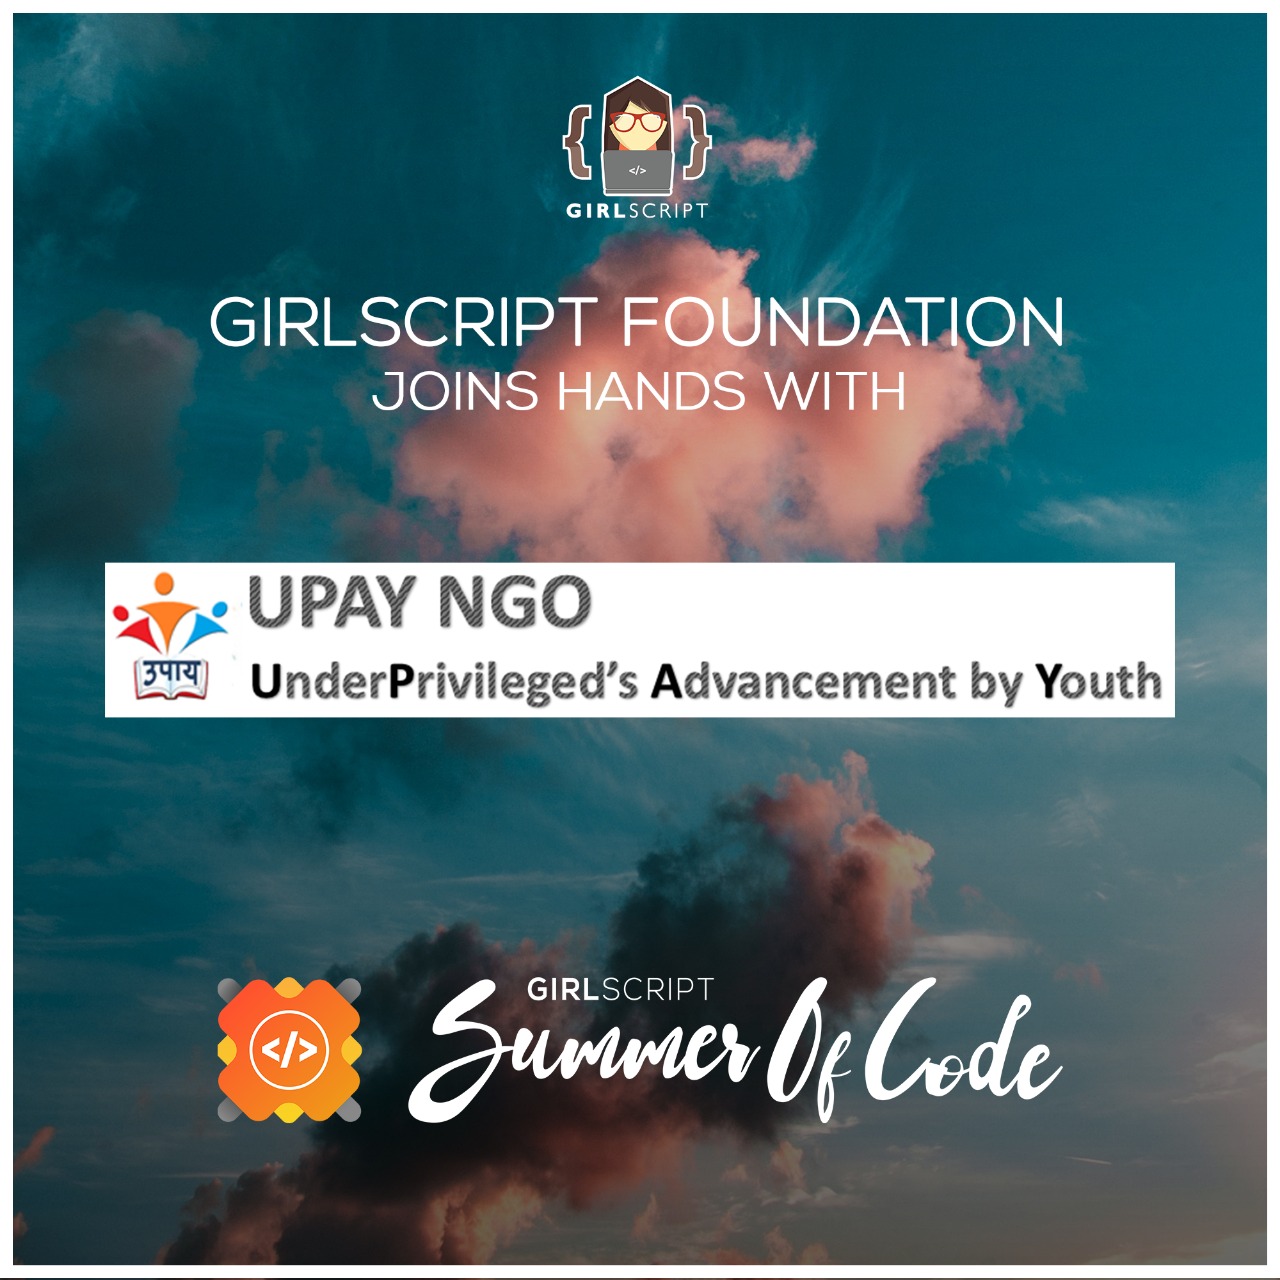 </>
GIRLSCRIPT
GIRLSCRIPT FOUNDATION
JOINS HANDS WITH
UPAY NGO
उपाय
UnderPrivileged’s Advancement by Youth
</>
GIRLSCRIPT
Summer Of Code